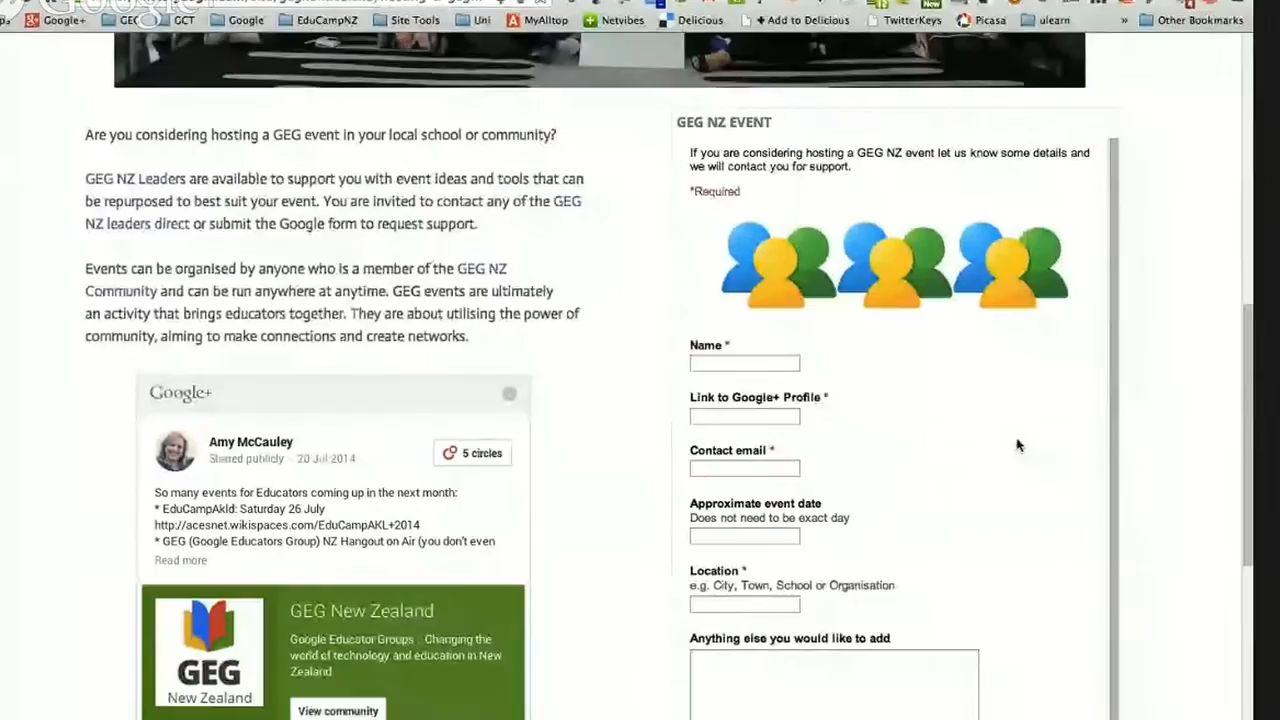 Google
Google+
GCT
Google
EduCampNZ
Site Tools
Uni
MyAlltop
Netvibes
Delicious
Add to Delicious
TwitterKeys
Picasa
ulearn
»
Other Bookmarks
New
Are you considering hosting a GEG event in your local school or community?
GEG NZ Leaders are available to support you with event ideas and tools that can
be repurposed to best suit your event. You are invited to contact any of the GEG
NZ leaders direct or submit the Google form to request support.
Events can be organised by anyone who is a member of the GEG NZ
Community and can be run anywhere at anytime. GEG events are ultimately
an activity that brings educators together. They are about utilising the power of
community, aiming to make connections and create networks.
Google+
Amy McCauley
Shared publicly - 20 Jul 2014
5 circles
So many events for Educators coming up in the next month:
* EduCampAkld: Saturday 26 July
http://acesnet.wikispaces.com/EduCampAKL+2014
* GEG (Google Educators Group) NZ Hangout on Air (you don't even
Read more
GEG
New Zealand
GEG New Zealand
Google Educator Groups . Changing the
world of technology and education in New
Zealand
View community
GEG NZ EVENT
If you are considering hosting a GEG NZ event let us know some details and
we will contact you for support.
*Required
Name *
Link to Google+ Profile *
Contact email *
Approximate event date
Does not need to be exact day
Location *
e.g. City, Town, School or Organisation
Anything else you would like to add